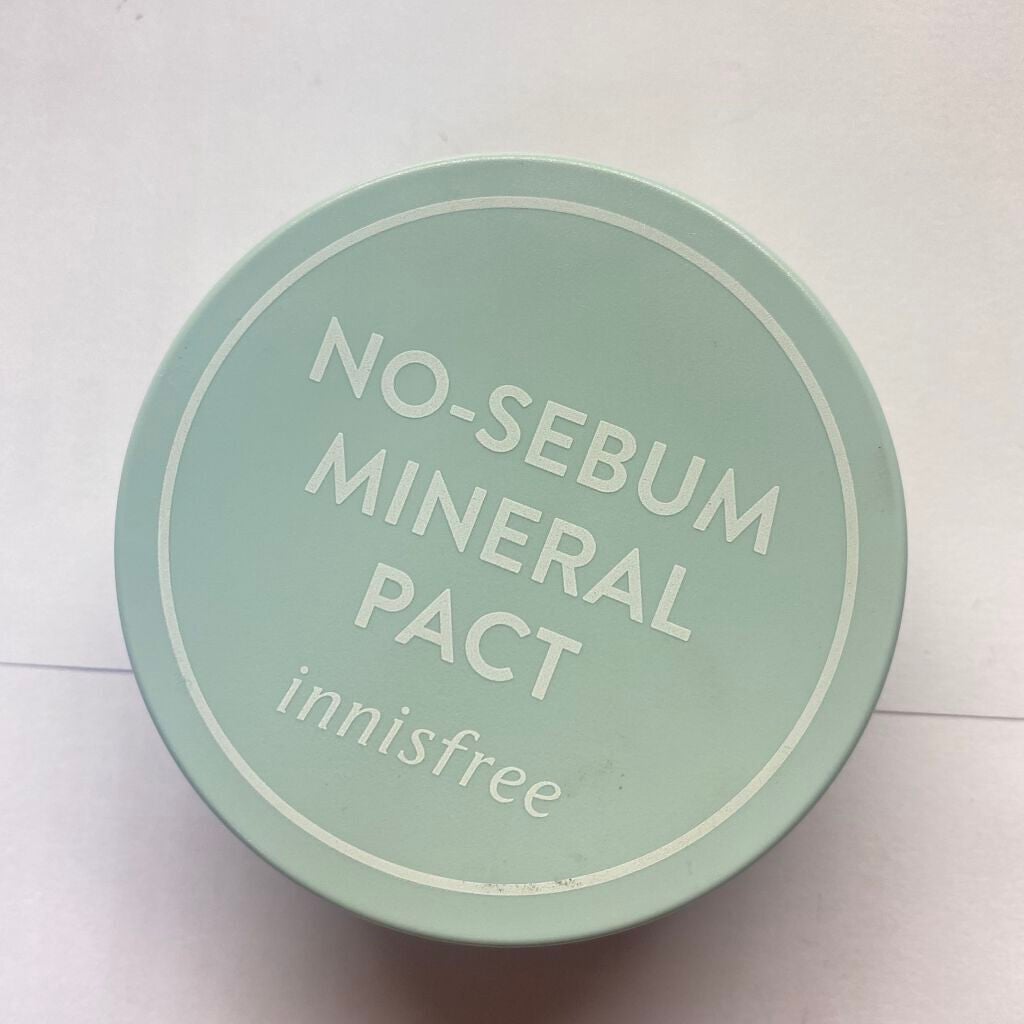 NO-SEBUM
MINERAL
PACT
innisfree